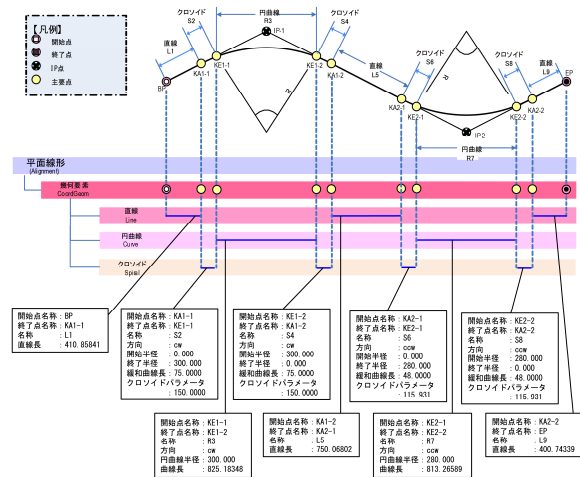 【凡例】
開始点
終了点
IP点
主要点
直線
L1
クロソイド
S2
円曲線
R3
IP-1
クロソイド
S4
直線
L5
クロソイド
S6
クロソイド
S8
直線
L9
BP
KA1-1
KE1-1
KE1-2
KA1-2
KA2-1
KE2-1
KE2-2
KA2-2
EP
R
R
IP2
円曲線
R7
平面線形
(Alignment)
幾何要素
CoordGeom
直線
Line
円曲線
Curve
クロソイド
Spiral
開始点名称：BP
終了点名称：KA1-1
名称　　　：L1
直線長　　：410.85841
開始点名称：KA1-1
終了点名称：KE1-1
名称　　　：S2
方向　　　：cw
開始半径　：0.000
終了半径　：300.000
緩和曲線長：75.0000
クロソイドパラメータ
：150.0000
開始点名称：KE1-2
終了点名称：KA1-2
名称　　　：S4
方向　　　：cw
開始半径　：300.000
終了半径　：0.000
緩和曲線長：75.0000
クロソイドパラメータ
：150.0000
開始点名称：KA2-1
終了点名称：KE2-1
名称　　　：S6
方向　　　：ccw
開始半径　：0.000
終了半径　：280.000
緩和曲線長：48.0000
クロソイドパラメータ
：115.931
開始点名称：KE2-2
終了点名称：KA2-2
名称　　　：S8
方向　　　：ccw
開始半径　：280.000
終了半径　：0.000
緩和曲線長：48.0000
クロソイドパラメータ
：115.931
開始点名称：KE1-1
終了点名称：KE1-2
名称　　　：R3
方向　　　：cw
円曲線半径：300.000
曲線長　　：825.18348
開始点名称：KA1-2
終了点名称：KA2-1
名称　　　：L5
直線長　　：750.06802
開始点名称：KE2-1
終了点名称：KE2-2
名称　　　：R7
方向　　　：ccw
円曲線半径：280.000
曲線長　　：813.26589
開始点名称：KA2-2
終了点名称：EP
名称　　　：L9
直線長　　：400.74339